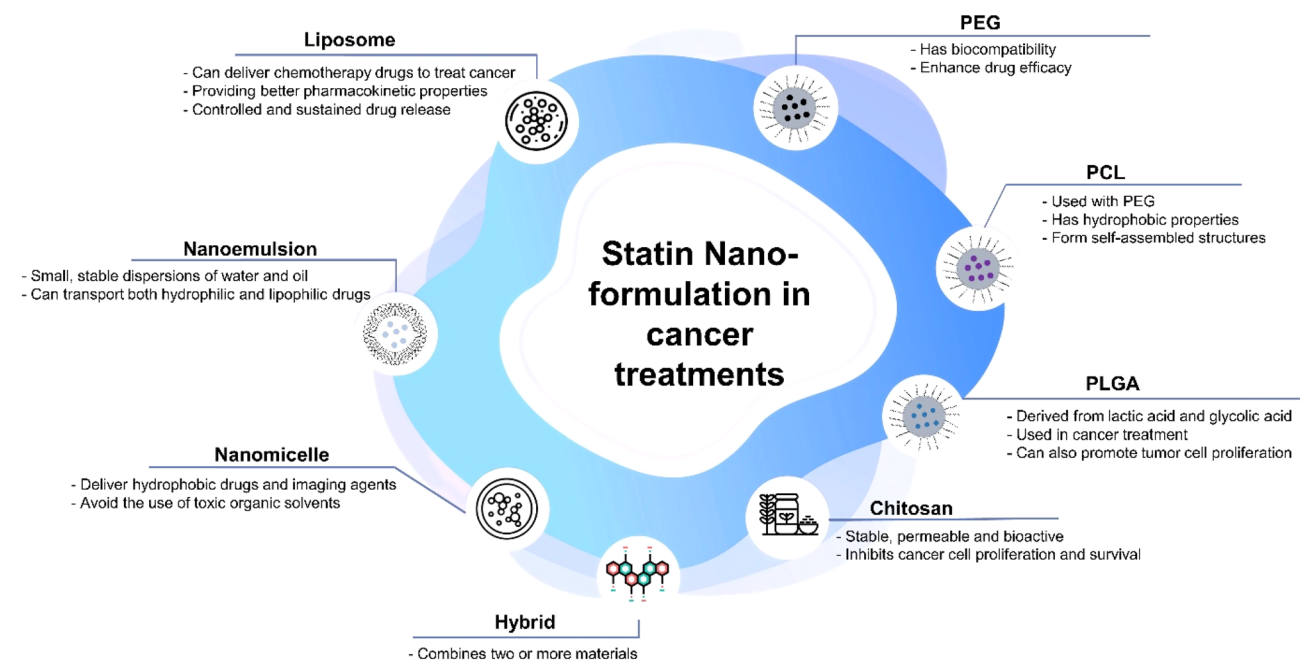 Liposome
- Can deliver chemotherapy drugs to treat cancer
- Providing better pharmacokinetic properties
- Controlled and sustained drug release
PEG
- Has biocompatibility
- Enhance drug efficacy
PCL
- Used with PEG
- Has hydrophobic properties
- Form self-assembled structures
Nanoemulsion
- Small, stable dispersions of water and oil
- Can transport both hydrophilic and lipophilic drugs
Statin Nano-
formulation in
cancer
treatments
PLGA
- Derived from lactic acid and glycolic acid
- Used in cancer treatment
- Can also promote tumor cell proliferation
Nanomicelle
- Deliver hydrophobic drugs and imaging agents
- Avoid the use of toxic organic solvents
Chitosan
- Stable, permeable and bioactive
- Inhibits cancer cell proliferation and survival
Hybrid
- Combines two or more materials